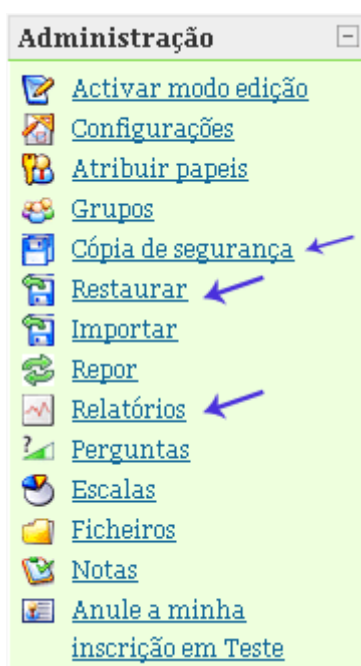 Administração
Activar modo edição
Configurações
Atribuir papeis
Grupos
Cópia de segurança
Restaurar
Importar
Repor
Relatórios
Perguntas
Escalas
Ficheiros
Notas
Anule a minha
inscrição em Teste